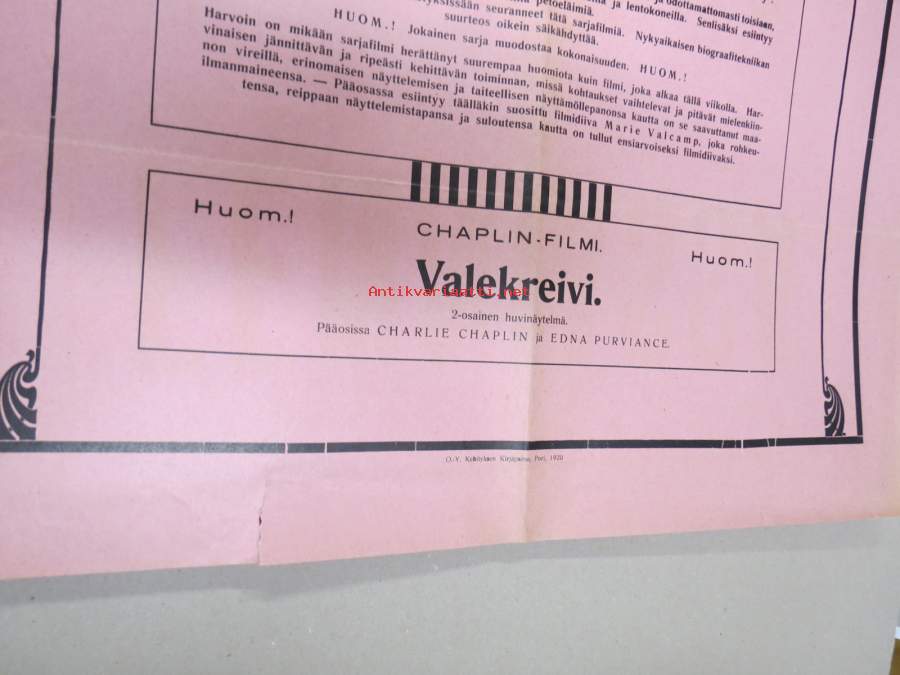 odottamattomasti toisiaan,
petoeläimiä. ja lentokoneilla. Senlisäksi esiintyy
seuranneet tätä sarjafilmiä. Nykyaikaisen biograafitekniikan
suurteos oikein säikähdyttää.
HUOM.! Jokainen sarja muodostaa kokonaisuuden. HUOM.!
Harvoin on mikään sarjafilmi herättänyt suurempaa huomiota kuin filmi, joka alkaa tällä viikolla. Har-
vinaisen jännittävän ja ripeästi kehittävän toiminnan, missä kohtaukset vaihtelevat ja pitävät mielenkiin-
non vireillä, erinomaisen näyttelemisen ja taiteellisen näyttämöllepanonsa kautta on se saavuttanut maa-
ilmanmaineensa. — Pääosassa esiintyy täälläkin suosittu filmidiiva Marie Valcamp, joka rohkeu-
tensa, reippaan näyttelemistapansa ja suloutensa kautta on tullut ensiarvoiseksi filmidiivaksi.
Huom.!
CHAPLIN-FILMI.
Huom.!
Valekreivi.
Antikvariaatti.net
2-osainen huvinäytelmä.
Pääosissa CHARLIE CHAPLIN ja EDNA PURVIANCE.
O.-Y. Kehityksen Kirjapaino, Pori, 1920